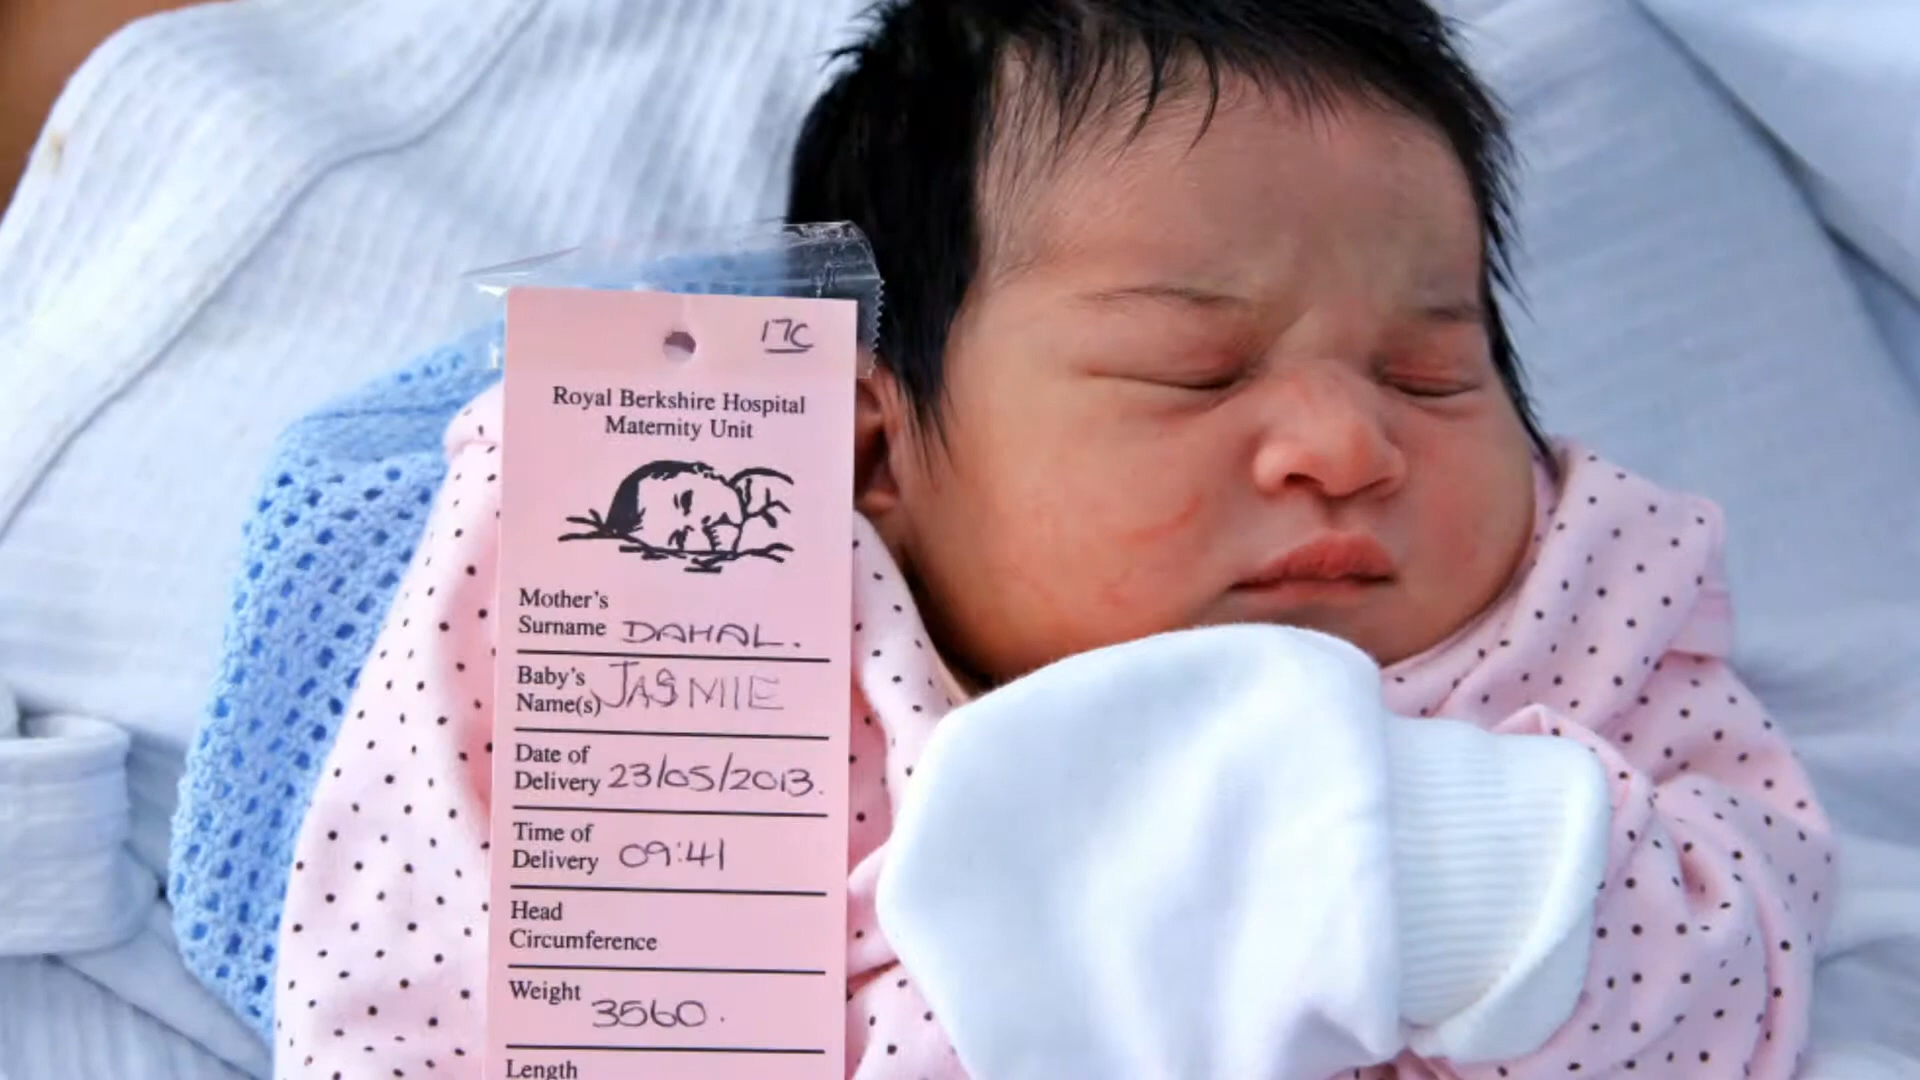 17C
Royal Berkshire Hospital
Maternity Unit
Mother's
Surname DAHAL.
Baby's
Name(s) JASMIIE
Date of
Delivery 23/05/2013.
Time of
Delivery 09:41
Head
Circumference
Weight 3560.
Length